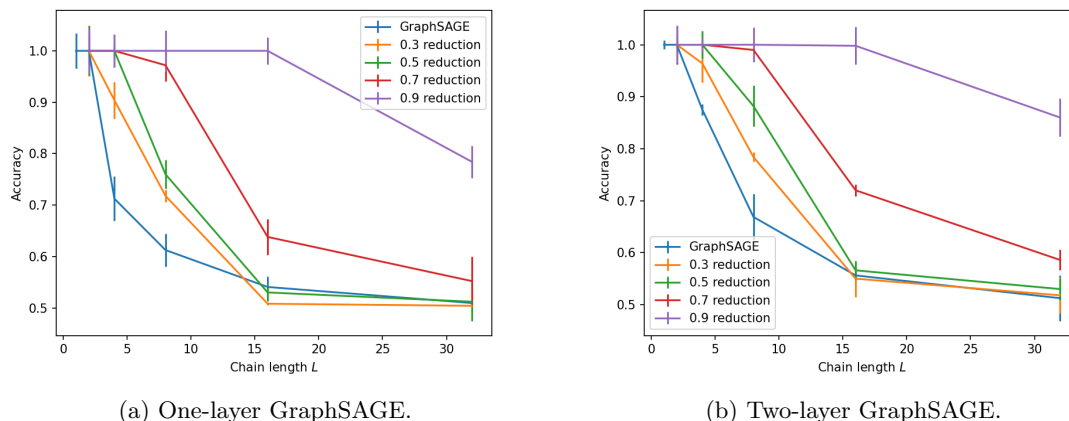 GraphSAGE
0.3 reduction
0.5 reduction
0.7 reduction
0.9 reduction
1.0
0.9
0.8
0.7
0.6
0.5
Accuracy
0 5 10 15 20 25 30
Chain length L
(a) One-layer GraphSAGE.
1.0
0.9
0.8
0.7
0.6
0.5
Accuracy
GraphSAGE
0.3 reduction
0.5 reduction
0.7 reduction
0.9 reduction
0 5 10 15 20 25 30
Chain length L
(b) Two-layer GraphSAGE.